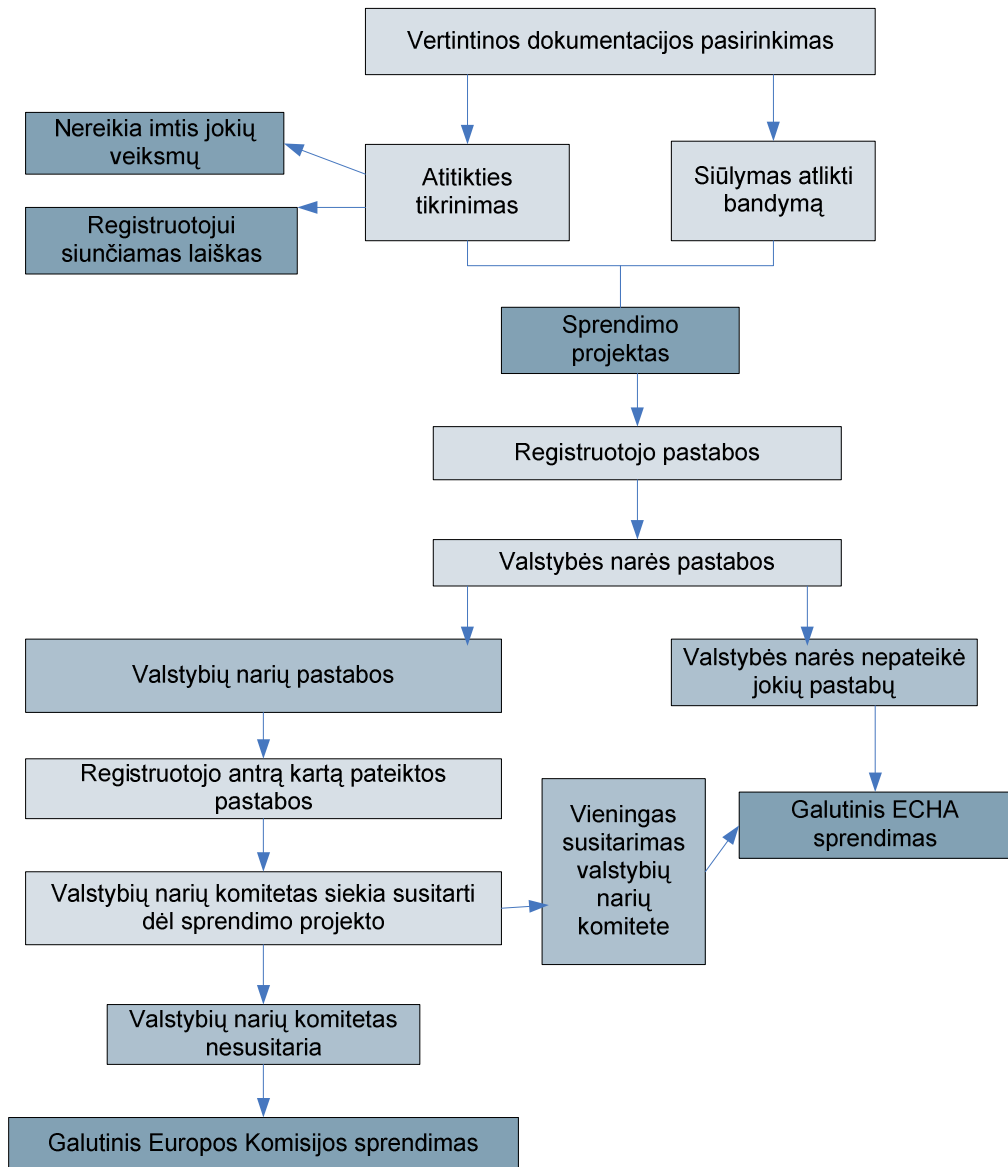 Vertintinos dokumentacijos pasirinkimas
Nereikia imtis jokių
veiksmų
Atitikties
tikrinimas
Siūlymas atlikti
bandymą
Registruotojui
siunčiamas laiškas
Sprendimo
projektas
Registruotojo pastabos
Valstybės narės pastabos
Valstybių narių pastabos
Valstybės narės nepateikė
jokių pastabų
Registruotojo antrą kartą pateiktos
pastabos
Vieningas
susitarimas
valstybių
narių
komitete
Galutinis ECHA
sprendimas
Valstybių narių komitetas siekia susitarti
dėl sprendimo projekto
Valstybių narių komitetas
nesusitaria
Galutinis Europos Komisijos sprendimas